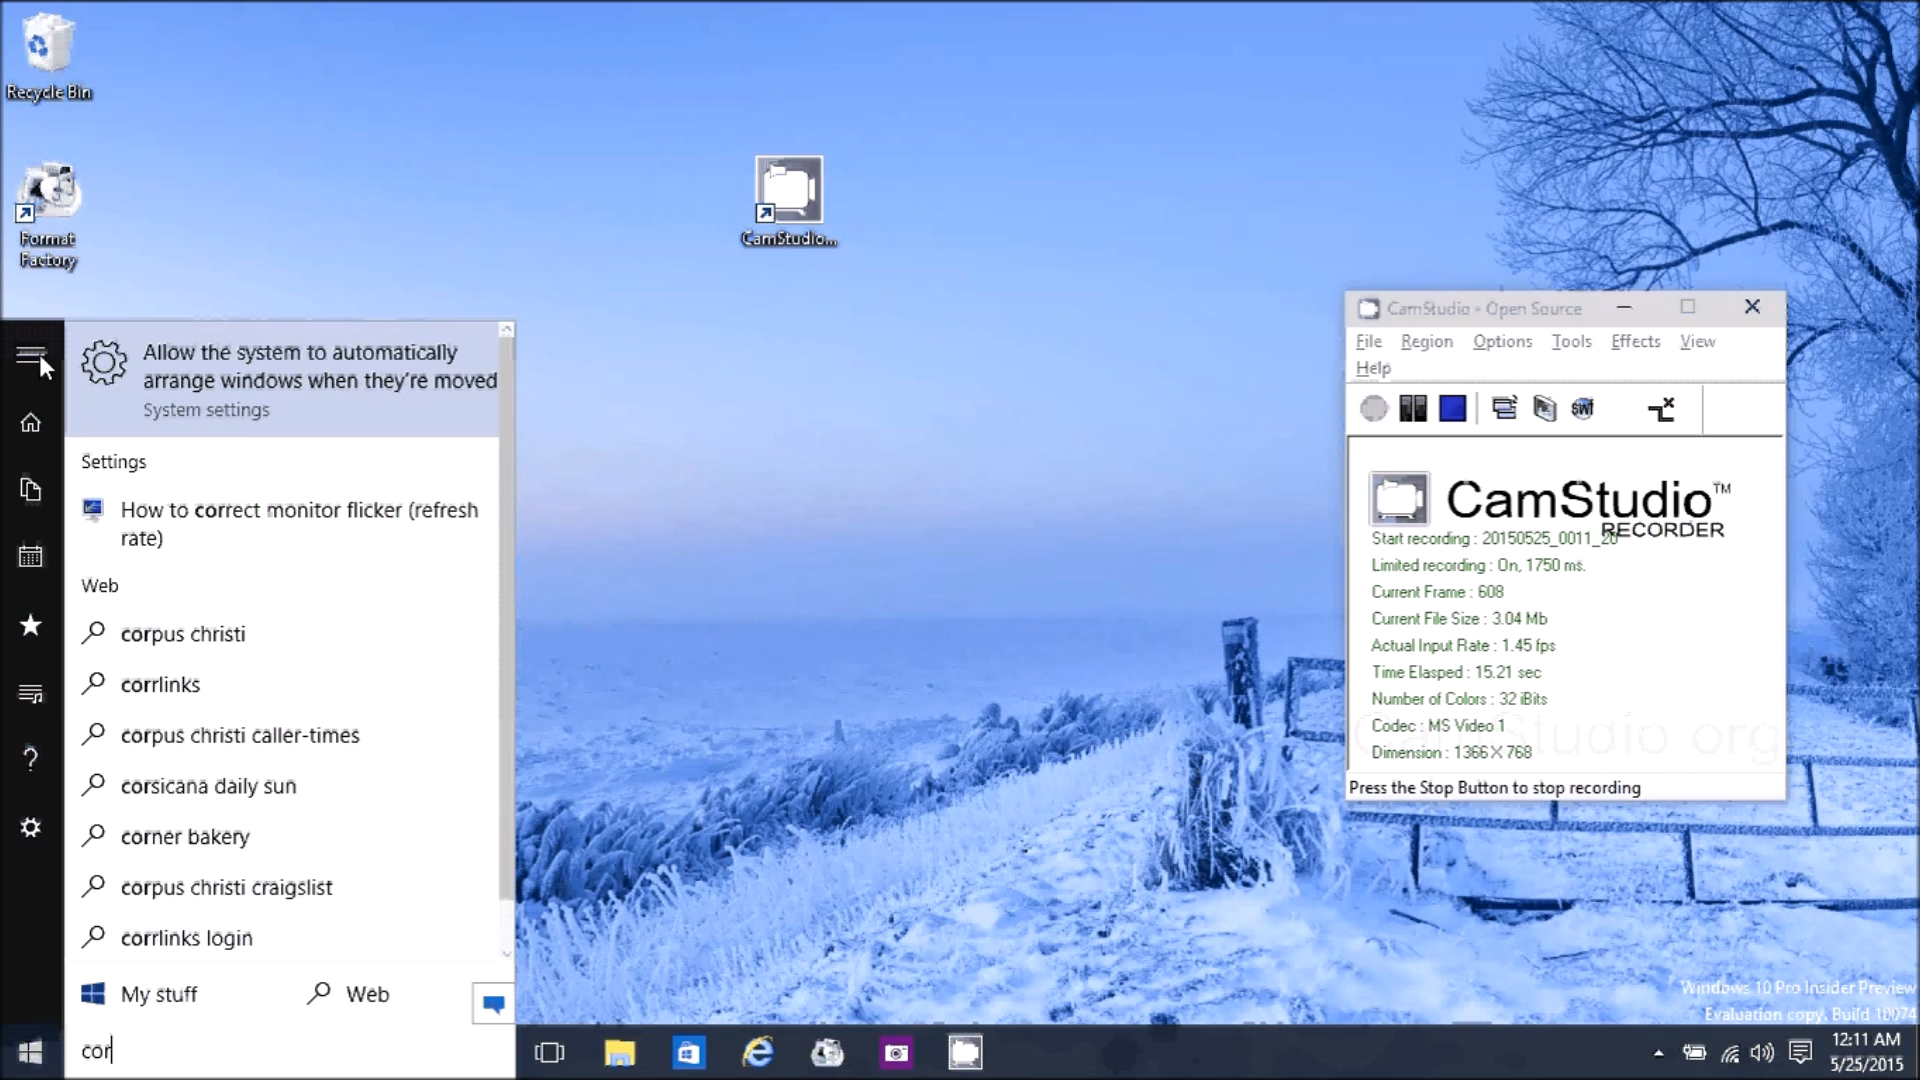 Recycle Bin
Format
Factory
CamStudio...
Allow the system to automatically
arrange windows when they're moved
System settings
Settings
How to correct monitor flicker (refresh
rate)
Web
corpus christi
corrlinks
corpus christi caller-times
corsicana daily sun
corner bakery
corpus christi craigslist
corrlinks login
My stuff
Web
cor
CamStudio - Open Source
File Region Options Tools Effects View
Help
SWF
CamStudio™
RECORDER
Start recording : 20150525_0011_20
Limited recording : On, 1750 ms.
Current Frame : 608
Current File Size : 3.04 Mb
Actual Input Rate : 1.45 fps
Time Elasped : 15.21 sec
Number of Colors : 32 iBits
Codec : MS Video 1
Dimension : 1366 X 768
CamStudio org
Press the Stop Button to stop recording
Windows 10 Pro Insider Preview
Evaluation copy. Build 10074
12:11 AM
5/25/2015